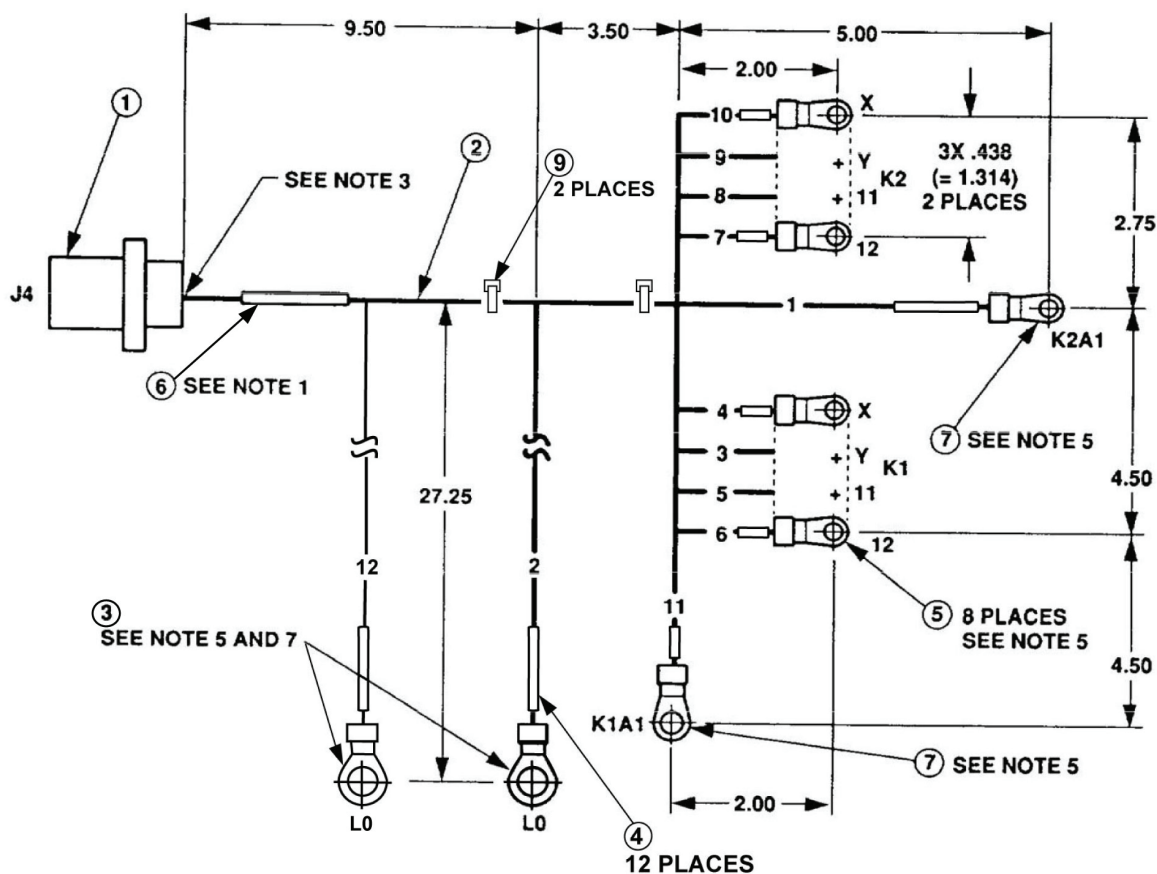 9.50
3.50
5.00
2.00
1
2
9
2 PLACES
SEE NOTE 3
J4
6 SEE NOTE 1
10
X
9
Y
K2
8
11
7
12
3X .438
(= 1.314)
2 PLACES
2.75
1
K2A1
7 SEE NOTE 5
4
X
3
Y
K1
5
11
6
12
4.50
27.25
12
2
11
5 8 PLACES
SEE NOTE 5
4.50
3
SEE NOTE 5 AND 7
K1A1
7 SEE NOTE 5
2.00
L0
L0
4
12 PLACES